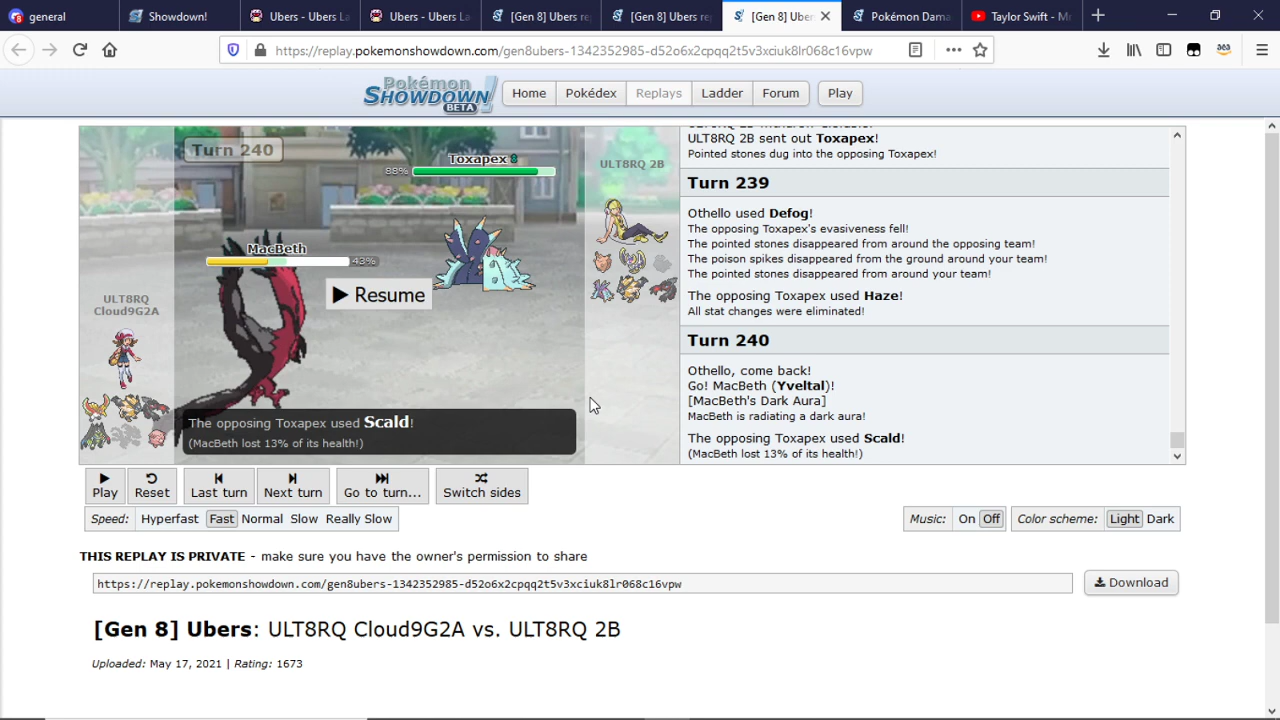 general
Showdown!
Ubers - Ubers La
Ubers - Ubers La
[Gen 8] Ubers re
[Gen 8] Ubers re
[Gen 8] Uber
Pokémon Dama
Taylor Swift - M
https://replay.pokemonshowdown.com/gen8ubers-1342352985-d52o6x2cpqq2t5v3xciuk8lr068c16vpw
Pokémon
SHOWDOWN!
BETA
Home
Pokédex
Replays
Ladder
Forum
Play
Turn 240
Toxapex
88%
MacBeth
43%
Resume
ULT8RQ
Cloud9G2A
ULT8RQ 2B
The opposing Toxapex used Scald!
(MacBeth lost 13% of its health!)
ULT8RQ 2B sent out Toxapex!
Pointed stones dug into the opposing Toxapex!
Turn 239
Othello used Defog!
The opposing Toxapex's evasiveness fell!
The pointed stones disappeared from around the opposing team!
The poison spikes disappeared from the ground around your team!
The pointed stones disappeared from around your team!
The opposing Toxapex used Haze!
All stat changes were eliminated!
Turn 240
Othello, come back!
Go! MacBeth (Yveltal)!
[MacBeth's Dark Aura]
MacBeth is radiating a dark aura!
The opposing Toxapex used Scald!
(MacBeth lost 13% of its health!)
Play
Reset
Last turn
Next turn
Go to turn...
Switch sides
Speed: Hyperfast Fast Normal Slow Really Slow
Music: On Off
Color scheme: Light Dark
THIS REPLAY IS PRIVATE - make sure you have the owner's permission to share
https://replay.pokemonshowdown.com/gen8ubers-1342352985-d52o6x2cpqq2t5v3xciuk8lr068c16vpw
Download
[Gen 8] Ubers: ULT8RQ Cloud9G2A vs. ULT8RQ 2B
Uploaded: May 17, 2021 | Rating: 1673